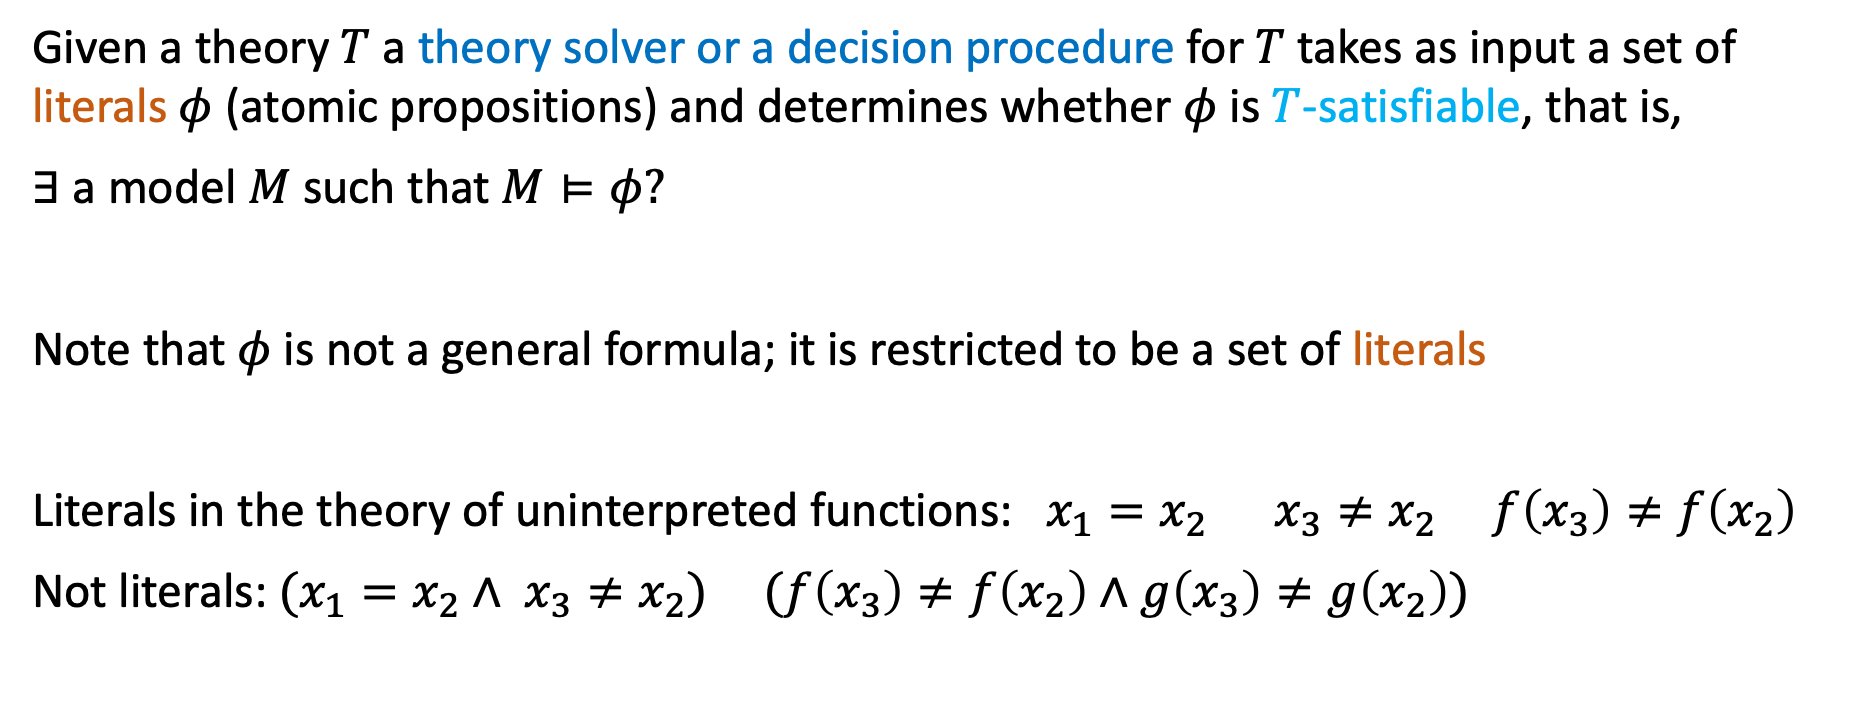 Given a theory 𝑇 a theory solver or a decision procedure for 𝑇 takes as input a set of
literals 𝜙 (atomic propositions) and determines whether 𝜙 is 𝑇-satisfiable, that is,
∃ a model 𝑀 such that 𝑀 ⊨ 𝜙?
Note that 𝜙 is not a general formula; it is restricted to be a set of literals
Literals in the theory of uninterpreted functions: 𝑥₁ = 𝑥₂ 𝑥₃ ≠ 𝑥₂ 𝑓(𝑥₃) ≠ 𝑓(𝑥₂)
Not literals: (𝑥₁ = 𝑥₂ ∧ 𝑥₃ ≠ 𝑥₂) (𝑓(𝑥₃) ≠ 𝑓(𝑥₂) ∧ 𝑔(𝑥₃) ≠ 𝑔(𝑥₂))